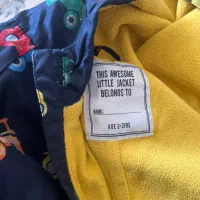 THIS AWESOME
LITTLE JACKET
BELONGS TO
NAME:
AGE 2-3YRS